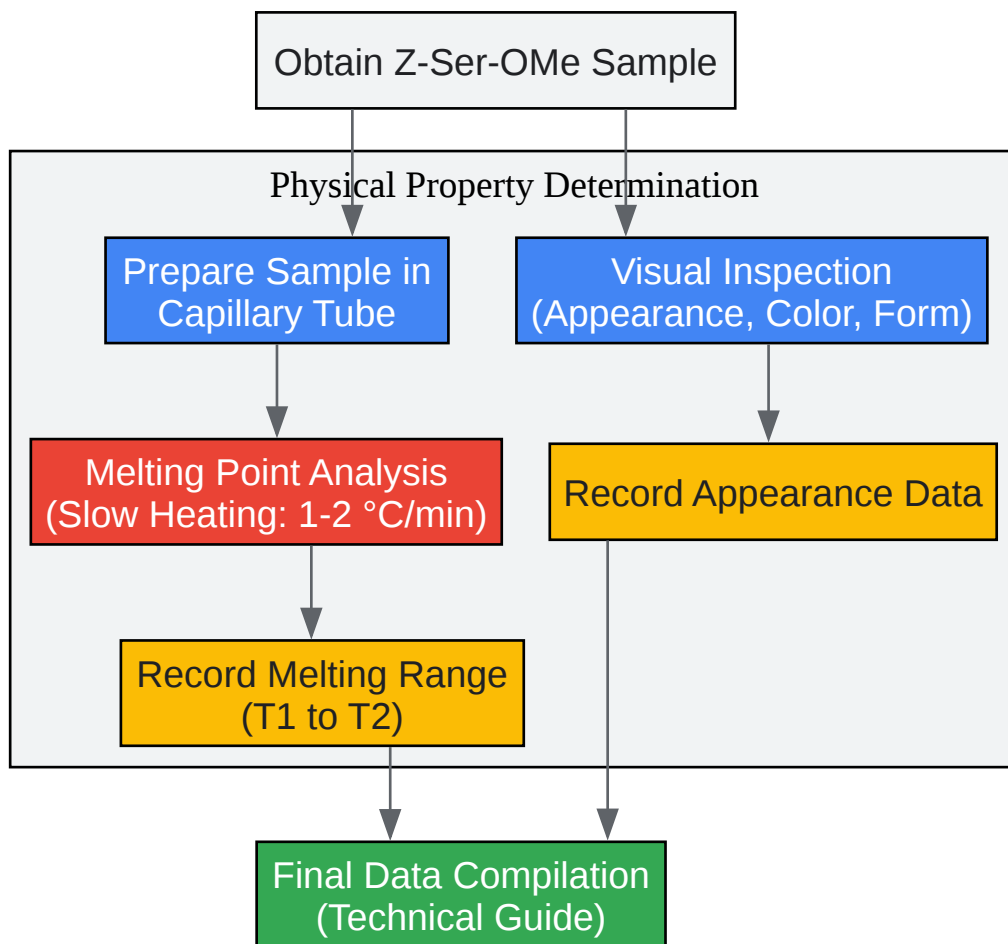 Obtain Z-Ser-OMe Sample
Physical Property Determination
Prepare Sample in
Capillary Tube
Visual Inspection
(Appearance, Color, Form)
Melting Point Analysis
(Slow Heating: 1-2 °C/min)
Record Appearance Data
Record Melting Range
(T1 to T2)
Final Data Compilation
(Technical Guide)